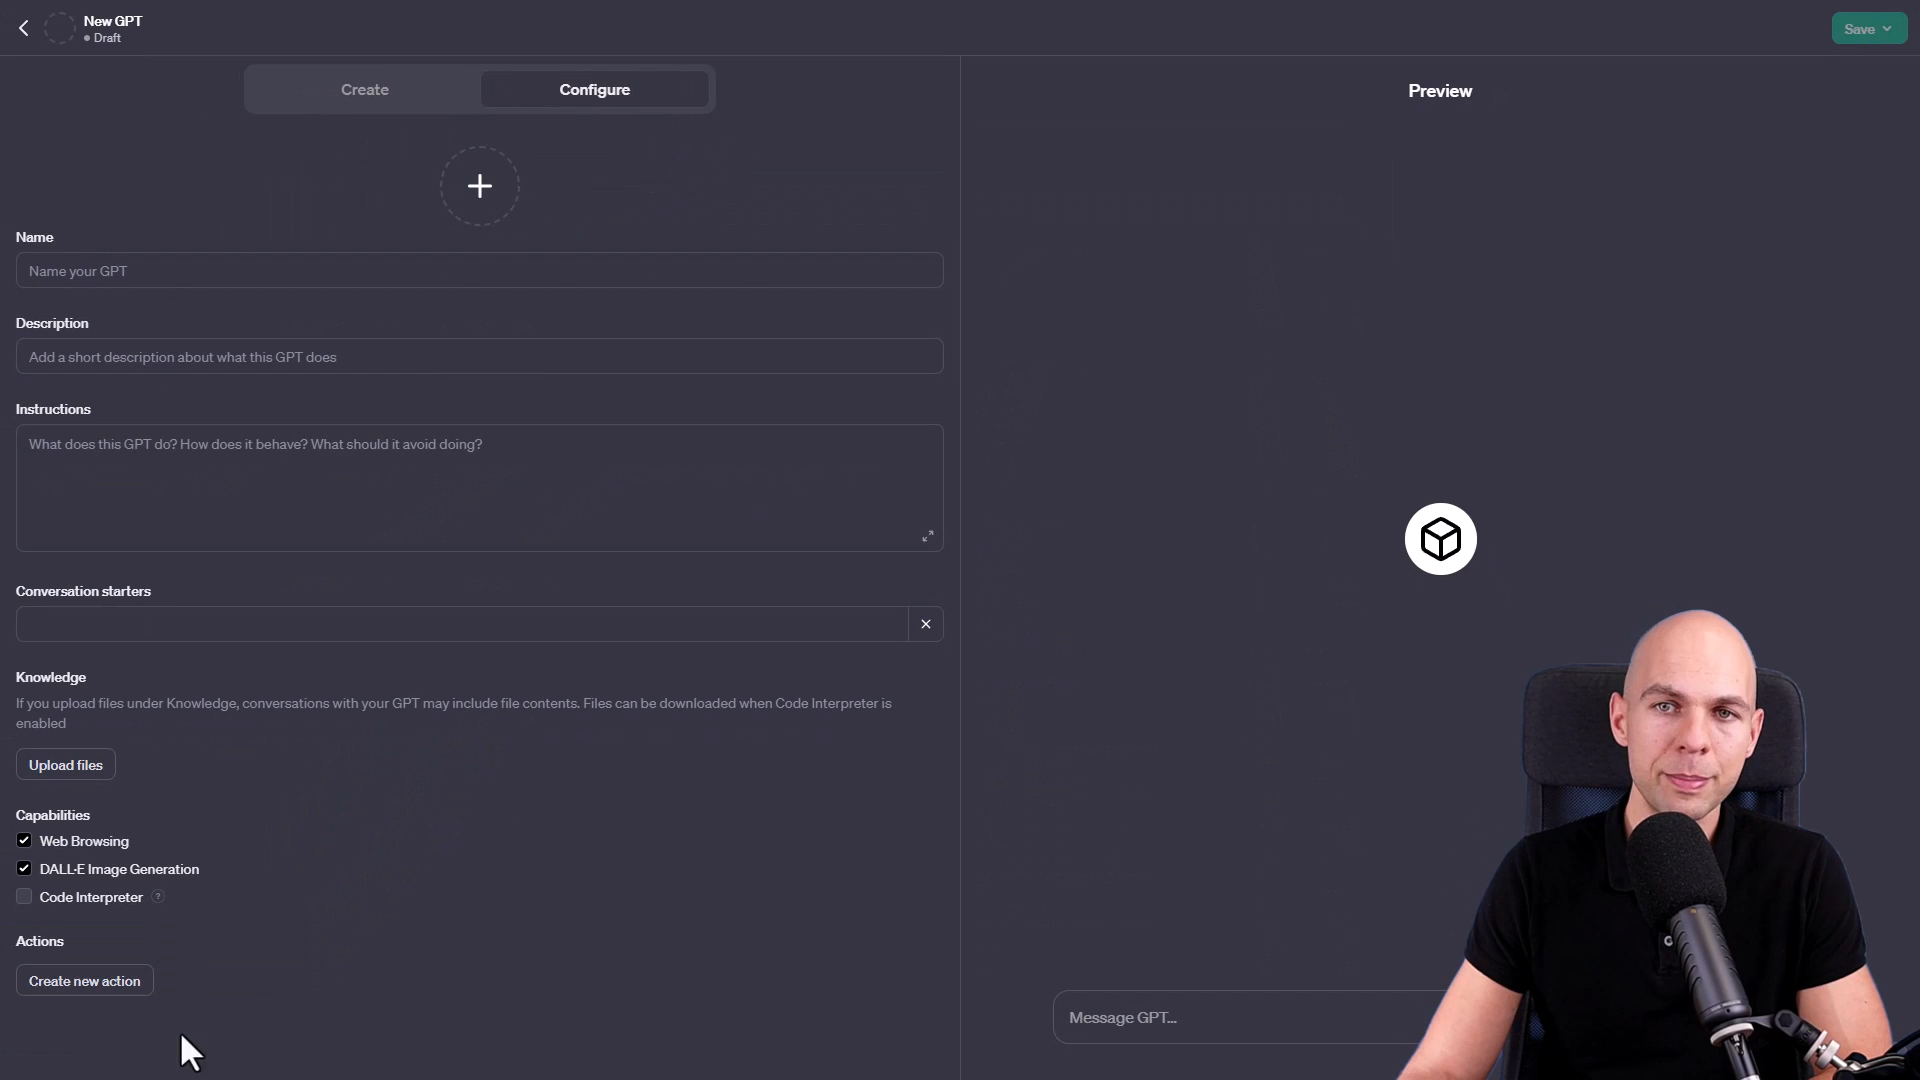 New GPT
Draft
Save
Create
Configure
Preview
Name
Name your GPT
Description
Add a short description about what this GPT does
Instructions
What does this GPT do? How does it behave? What should it avoid doing?
Conversation starters
Knowledge
If you upload files under Knowledge, conversations with your GPT may include file contents. Files can be downloaded when Code Interpreter is
enabled
Upload files
Capabilities
Web Browsing
DALL·E Image Generation
Code Interpreter ?
Actions
Create new action
Message GPT...